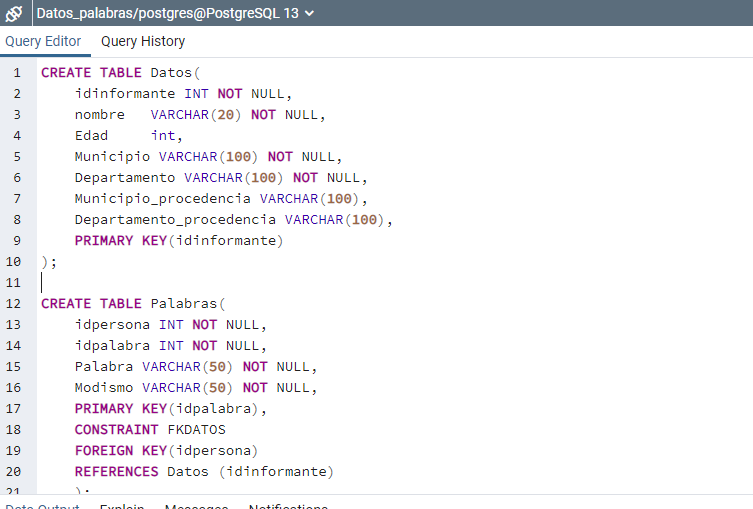 Datos_palabras/postgres@PostgreSQL 13
Query Editor Query History
1 CREATE TABLE Datos(
2 idinformante INT NOT NULL,
3 nombre VARCHAR(20) NOT NULL,
4 Edad int,
5 Municipio VARCHAR(100) NOT NULL,
6 Departamento VARCHAR(100) NOT NULL,
7 Municipio_procedencia VARCHAR(100),
8 Departamento_procedencia VARCHAR(100),
9 PRIMARY KEY(idinformante)
10 );
11
12 CREATE TABLE Palabras(
13 idpersona INT NOT NULL,
14 idpalabra INT NOT NULL,
15 Palabra VARCHAR(50) NOT NULL,
16 Modismo VARCHAR(50) NOT NULL,
17 PRIMARY KEY(idpalabra),
18 CONSTRAINT FKDATOS
19 FOREIGN KEY(idpersona)
20 REFERENCES Datos (idinformante)
21 );
Data Output Explain Messages Notifications